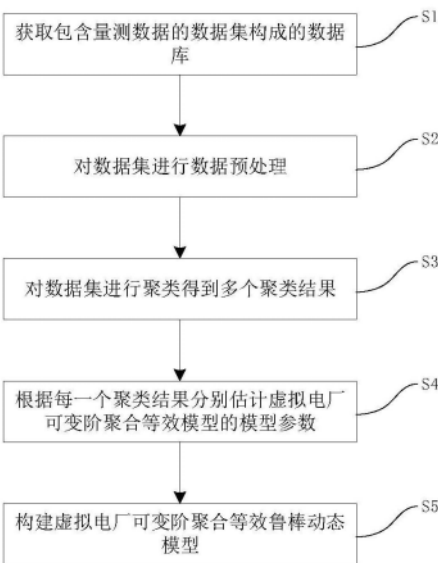 获取包含量测数据的数据集构成的数据
库
S1
对数据集进行数据预处理
S2
对数据集进行聚类得到多个聚类结果
S3
根据每一个聚类结果分别估计虚拟电厂
可变阶聚合等效模型的模型参数
S4
构建虚拟电厂可变阶聚合等效鲁棒动态
模型
S5